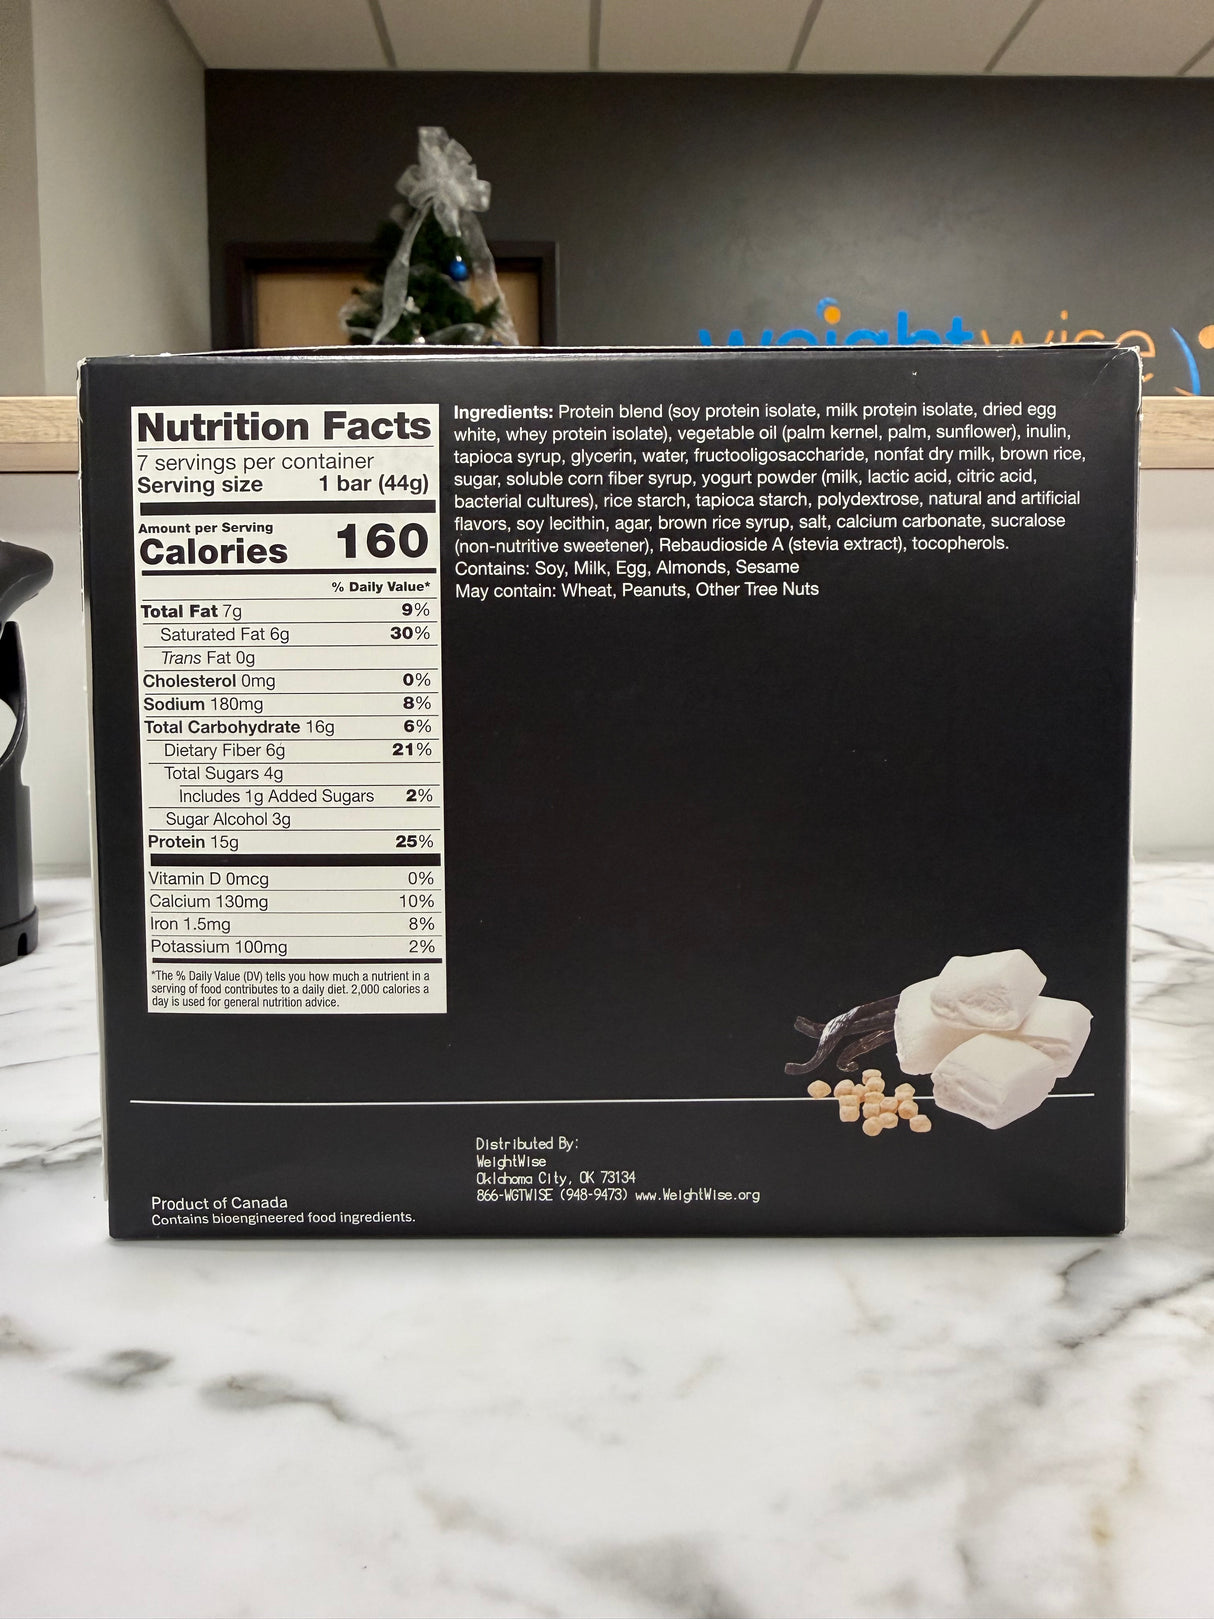 weightwise
Nutrition Facts
7 servings per container
Serving size 1 bar (44g)
Amount per Serving
Calories 160
% Daily Value*
Total Fat 7g 9%
Saturated Fat 6g 30%
Trans Fat 0g
Cholesterol 0mg 0%
Sodium 180mg 8%
Total Carbohydrate 16g 6%
Dietary Fiber 6g 21%
Total Sugars 4g
Includes 1g Added Sugars 2%
Sugar Alcohol 3g
Protein 15g 25%
Vitamin D 0mcg 0%
Calcium 130mg 10%
Iron 1.5mg 8%
Potassium 100mg 2%
*The % Daily Value (DV) tells you how much a nutrient in a
serving of food contributes to a daily diet. 2,000 calories a
day is used for general nutrition advice.
Ingredients: Protein blend (soy protein isolate, milk protein isolate, dried egg
white, whey protein isolate), vegetable oil (palm kernel, palm, sunflower), inulin,
tapioca syrup, glycerin, water, fructooligosaccharide, nonfat dry milk, brown rice,
sugar, soluble corn fiber syrup, yogurt powder (milk, lactic acid, citric acid,
bacterial cultures), rice starch, tapioca starch, polydextrose, natural and artificial
flavors, soy lecithin, agar, brown rice syrup, salt, calcium carbonate, sucralose
(non-nutritive sweetener), Rebaudioside A (stevia extract), tocopherols.
Contains: Soy, Milk, Egg, Almonds, Sesame
May contain: Wheat, Peanuts, Other Tree Nuts
Distributed By:
WeightWise
Oklahoma City, OK 73134
866-WGTWISE (948-9473) www.WeightWise.org
Product of Canada
Contains bioengineered food ingredients.